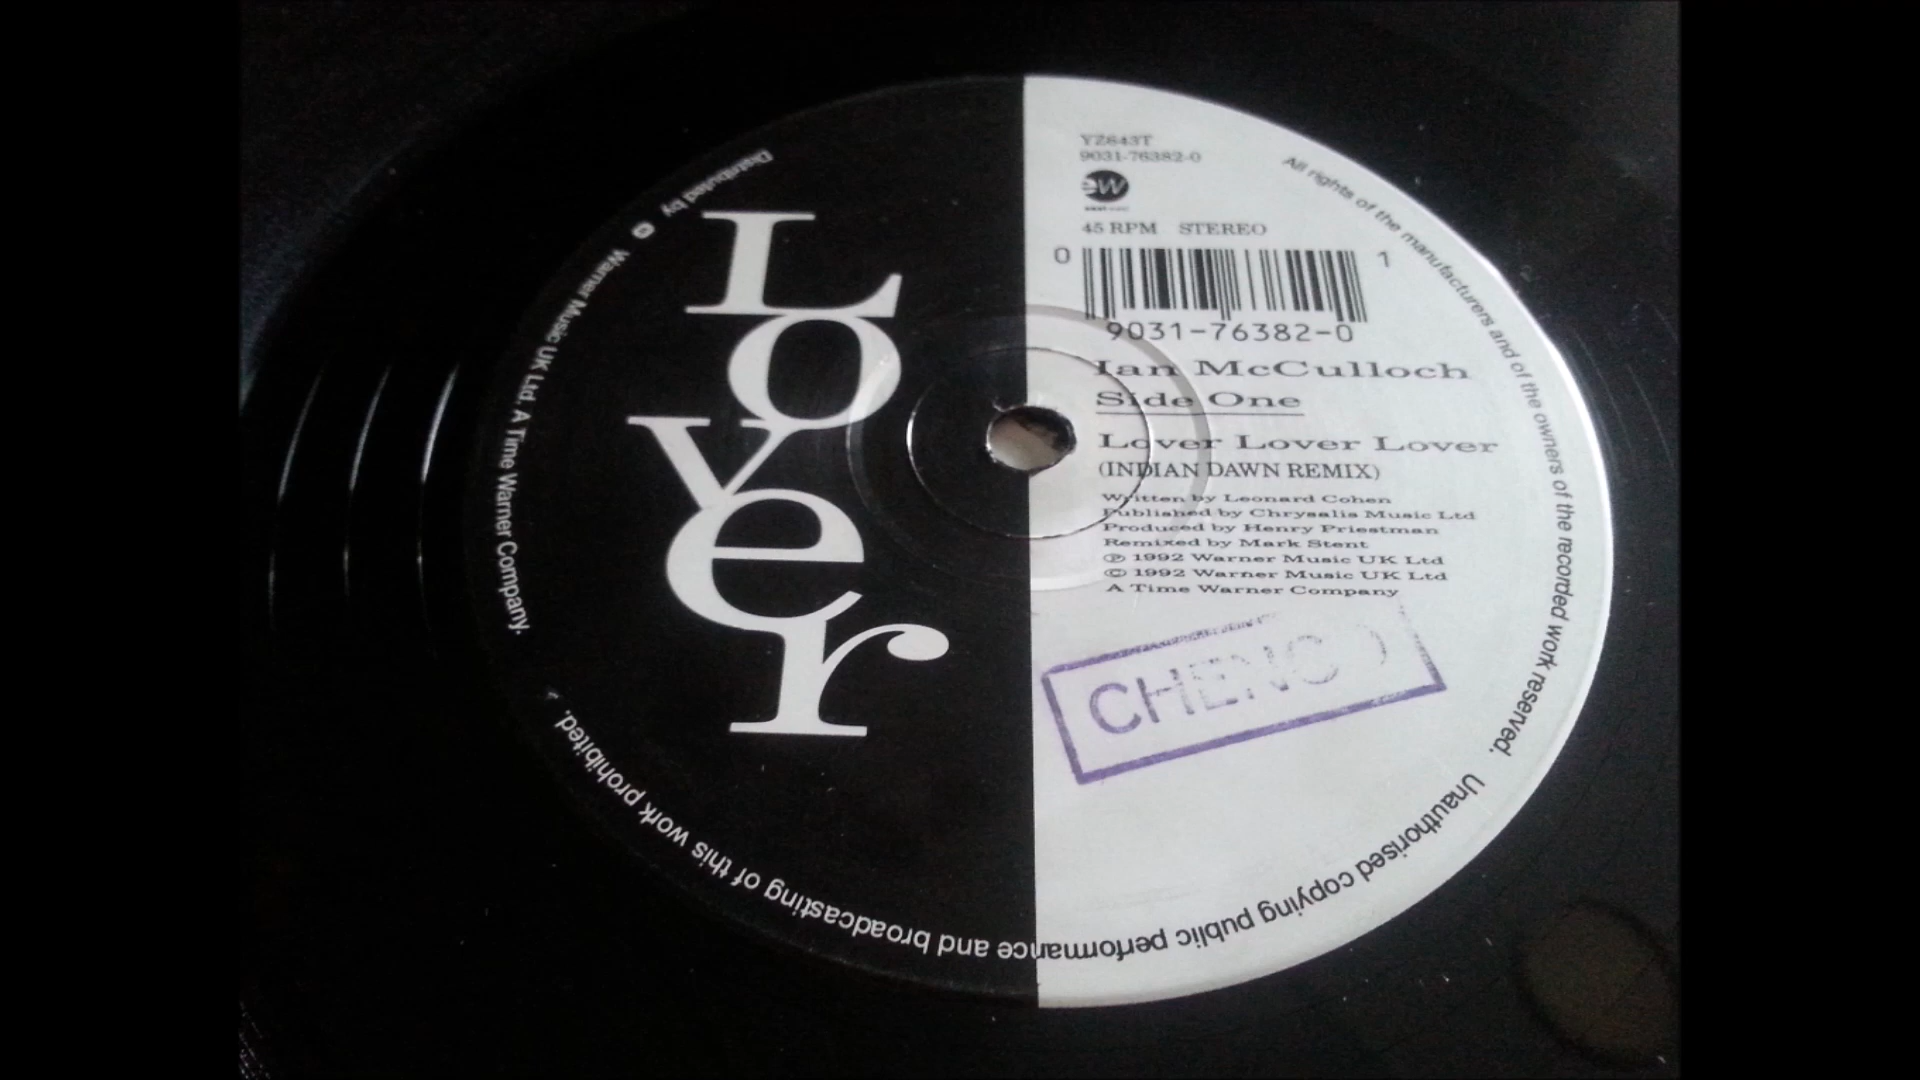 Lover
YZ643T
9031-76382-0
ew
45 RPM STEREO
0 1
9031-76382-0
Ian McCulloch
Side One
Lover Lover Lover
(INDIAN DAWN REMIX)
Written by Leonard Cohen
Published by Chrysalis Music Ltd
Produced by Henry Priestman
Remixed by Mark Stent
℗ 1992 Warner Music UK Ltd
© 1992 Warner Music UK Ltd
A Time Warner Company
All rights of the manufacturers and of the owners of the recorded work reserved. Unauthorised copying public performance and broadcasting of this work prohibited.
Distributed by Warner Music UK Ltd. A Time Warner Company.